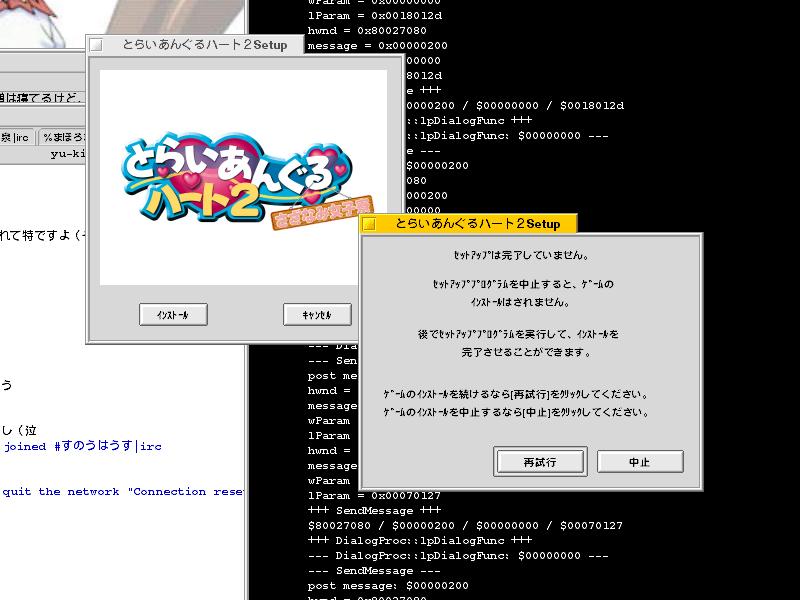 とらいあんぐるハート２Setup
とらいあんぐる
ハート2
さざなみ女子寮
ｲﾝｽﾄｰﾙ
ｷｬﾝｾﾙ
とらいあんぐるハート２Setup
ｾｯﾄｱｯﾌﾟは完了していません。
ｾｯﾄｱｯﾌﾟﾌﾟﾛｸﾞﾗﾑを中止すると、ｹﾞｰﾑの
ｲﾝｽﾄｰﾙはされません。
後でｾｯﾄｱｯﾌﾟﾌﾟﾛｸﾞﾗﾑを実行して、ｲﾝｽﾄｰﾙを
完了させることができます。
ｹﾞｰﾑのｲﾝｽﾄｰﾙを続けるなら[再試行]をｸﾘｯｸしてください。
ｹﾞｰﾑのｲﾝｽﾄｰﾙを中止するなら[中止]をｸﾘｯｸしてください。
再試行
中止
は寝てるけど、
泉|irc
%まほろ
yu-ki
れて特ですよ（
う
し（泣
joined #すのうはうす|irc
quit the network "Connection rese
wParam = 0x00000000
lParam = 0x0018012d
hwnd = 0x80027080
message = 0x00000200
00000
8012d
e +++
0000200 / $00000000 / $0018012d
::lpDialogFunc +++
::lpDialogFunc: $00000000 ---
e ---
$00000200
080
00200
00000
--- Dia
--- Sen
post me
hwnd =
message
wParam
lParam
hwnd =
message
wParam
lParam = 0x00070127
+++ SendMessage +++
$80027080 / $00000200 / $00000000 / $00070127
+++ DialogProc::lpDialogFunc +++
--- DialogProc::lpDialogFunc: $00000000 ---
--- SendMessage ---
post message: $00000200
hwnd = 0x80027080